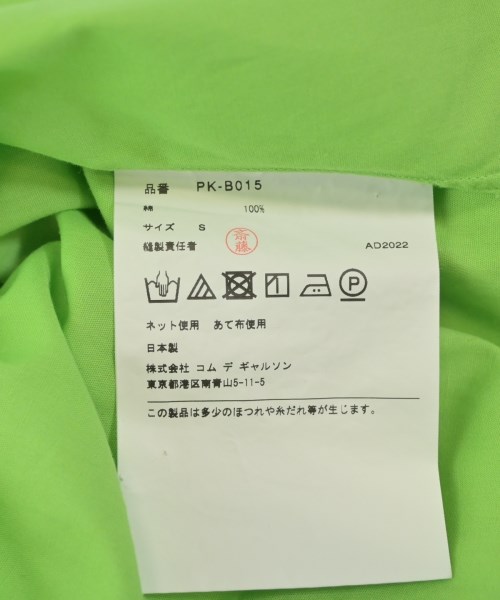 品番 PK-B015
綿 100%
サイズ S
縫製責任者 斎藤 AD2022
P
ネット使用 あて布使用
日本製
株式会社 コム デ ギャルソン
東京都港区南青山5-11-5
この製品は多少のほつれや糸だれ等が生じます。